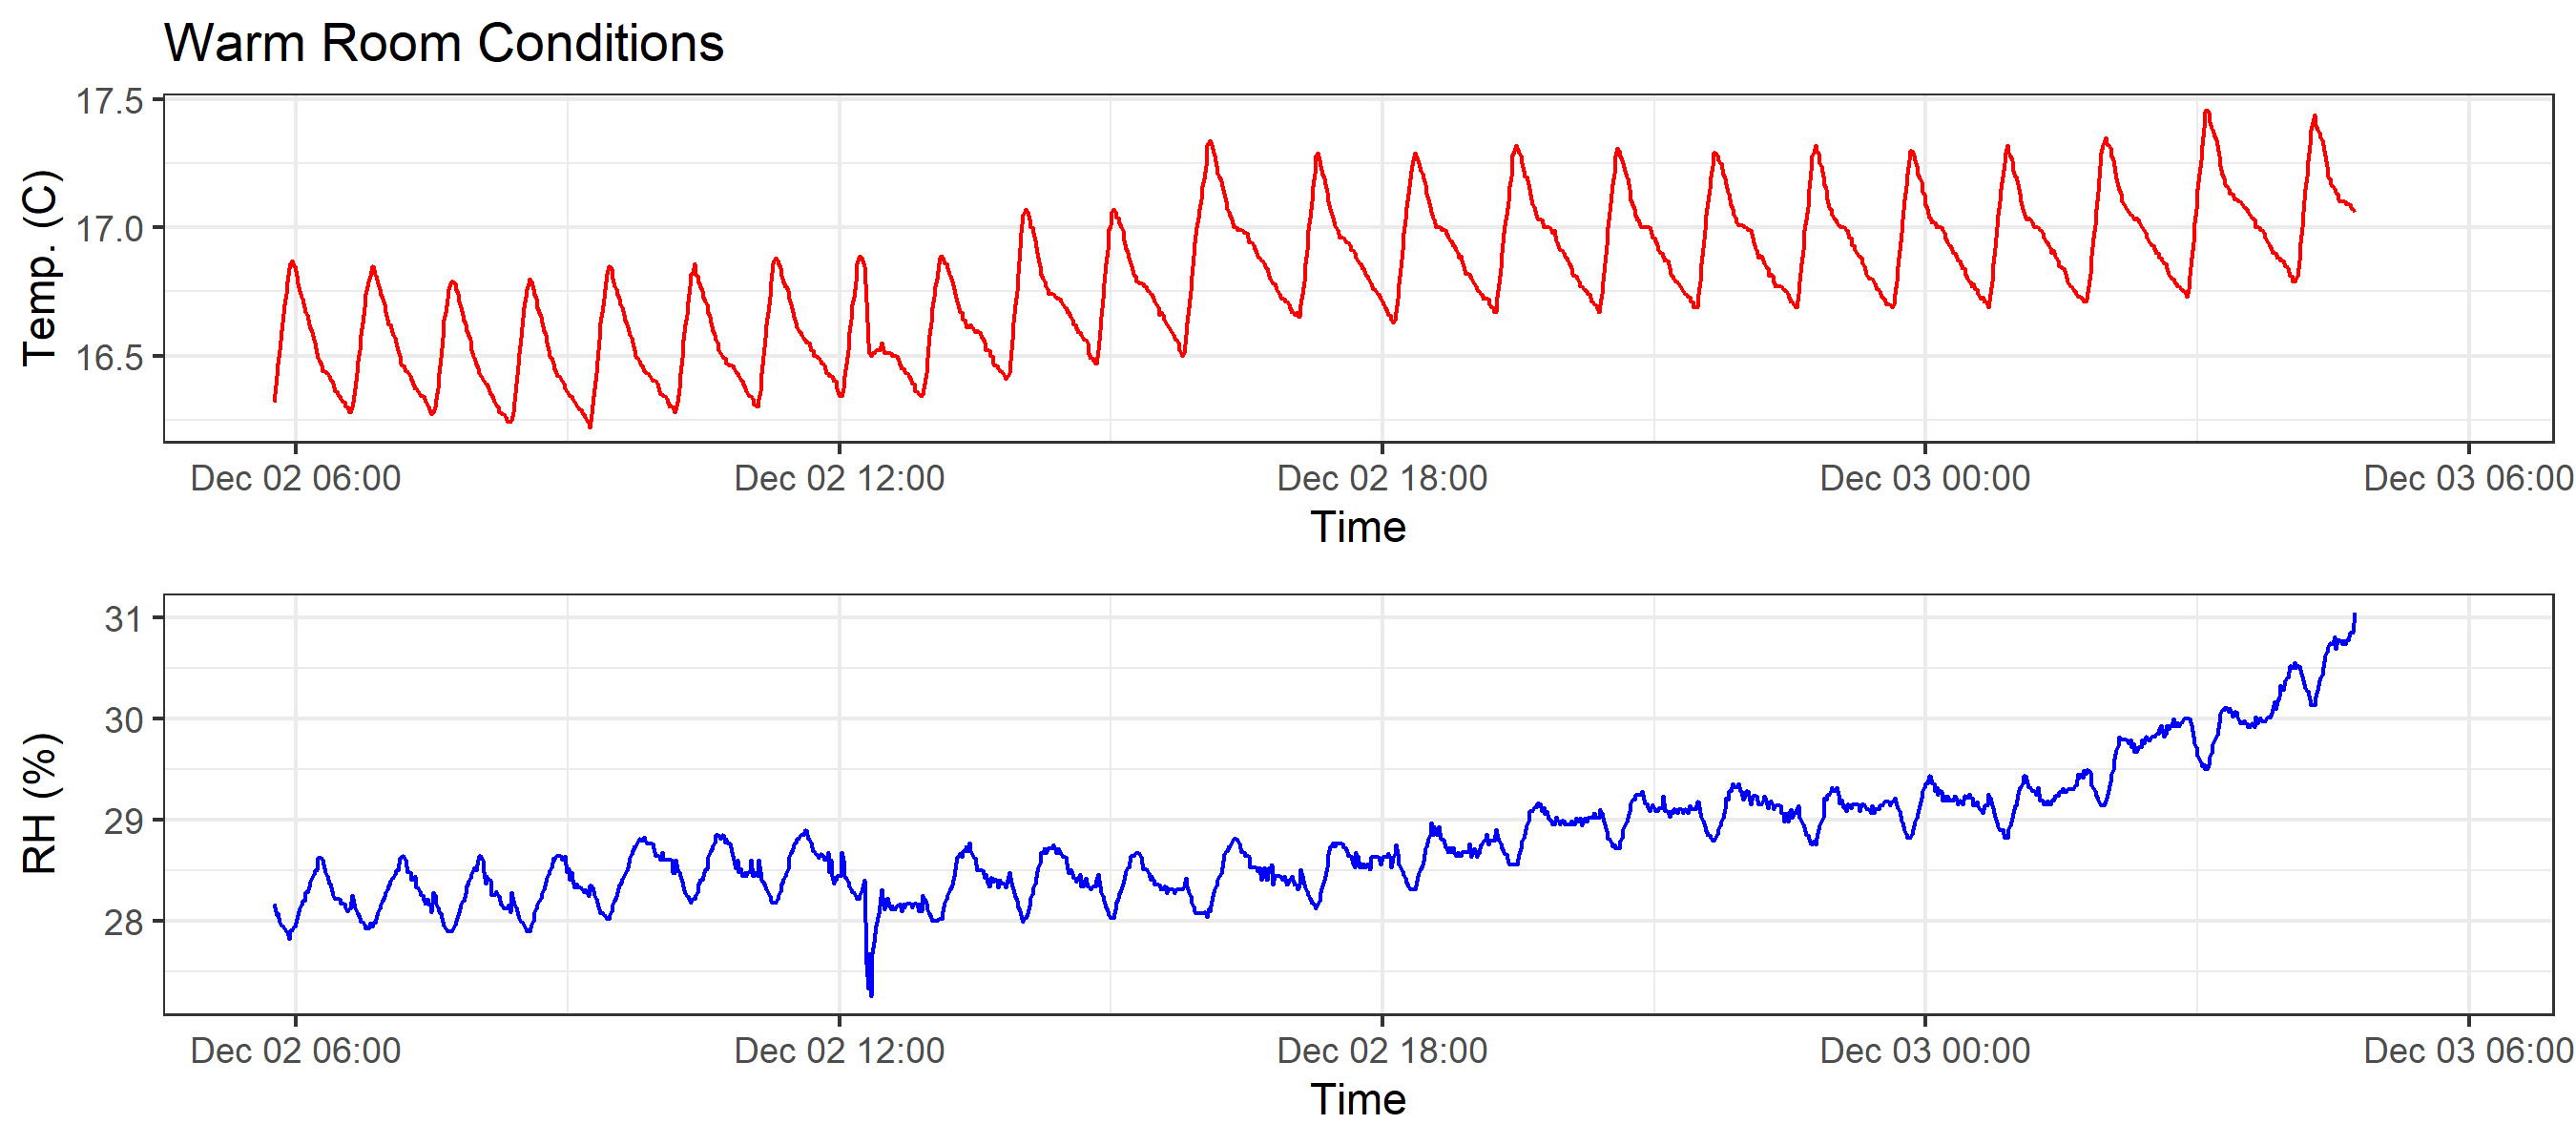 Warm Room Conditions
17.5
17.0
16.5
Temp. (C)
Dec 02 06:00 Dec 02 12:00 Dec 02 18:00 Dec 03 00:00 Dec 03 06:00
Time
31
30
29
28
RH (%)
Dec 02 06:00 Dec 02 12:00 Dec 02 18:00 Dec 03 00:00 Dec 03 06:00
Time